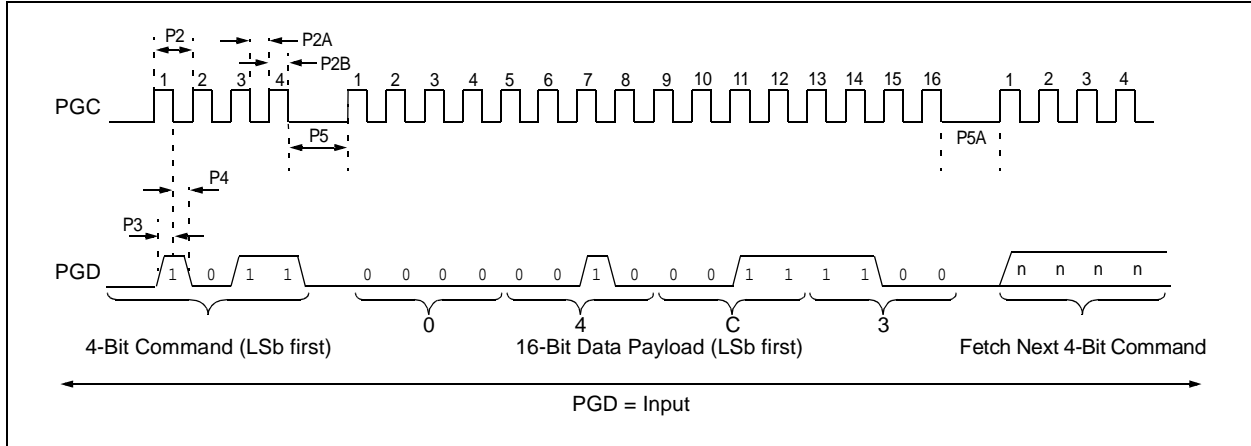 P2
P2A
P2B
1 2 3 4 1 2 3 4 5 6 7 8 9 10 11 12 13 14 15 16 1 2 3 4
PGC
P5
P5A
P4
P3
PGD
1 0 1 1 0 0 0 0 0 0 1 0 0 0 1 1 1 1 0 0 n n n n
0 4 C 3
4-Bit Command (LSb first) 16-Bit Data Payload (LSb first) Fetch Next 4-Bit Command
PGD = Input